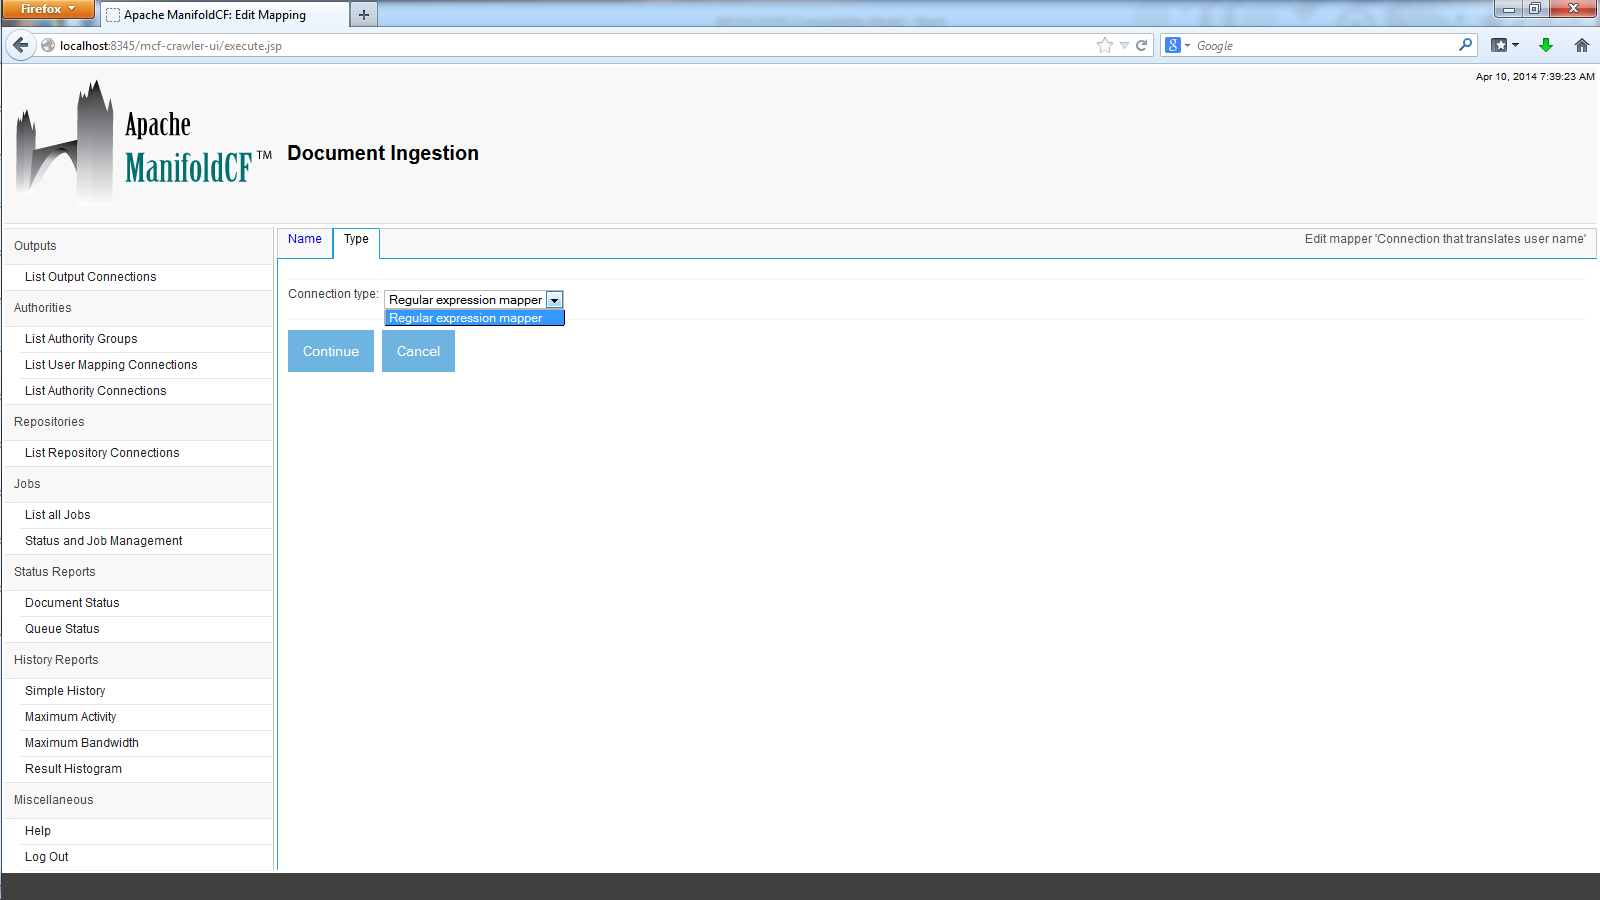 Firefox
Apache ManifoldCF: Edit Mapping
localhost:8345/mcf-crawler-ui/execute.jsp
Google
Apr 10, 2014 7:39:23 AM
Apache
ManifoldCF™
Document Ingestion
Outputs
List Output Connections
Authorities
List Authority Groups
List User Mapping Connections
List Authority Connections
Repositories
List Repository Connections
Jobs
List all Jobs
Status and Job Management
Status Reports
Document Status
Queue Status
History Reports
Simple History
Maximum Activity
Maximum Bandwidth
Result Histogram
Miscellaneous
Help
Log Out
Name Type Edit mapper 'Connection that translates user name'
Connection type: Regular expression mapper
Regular expression mapper
Continue Cancel